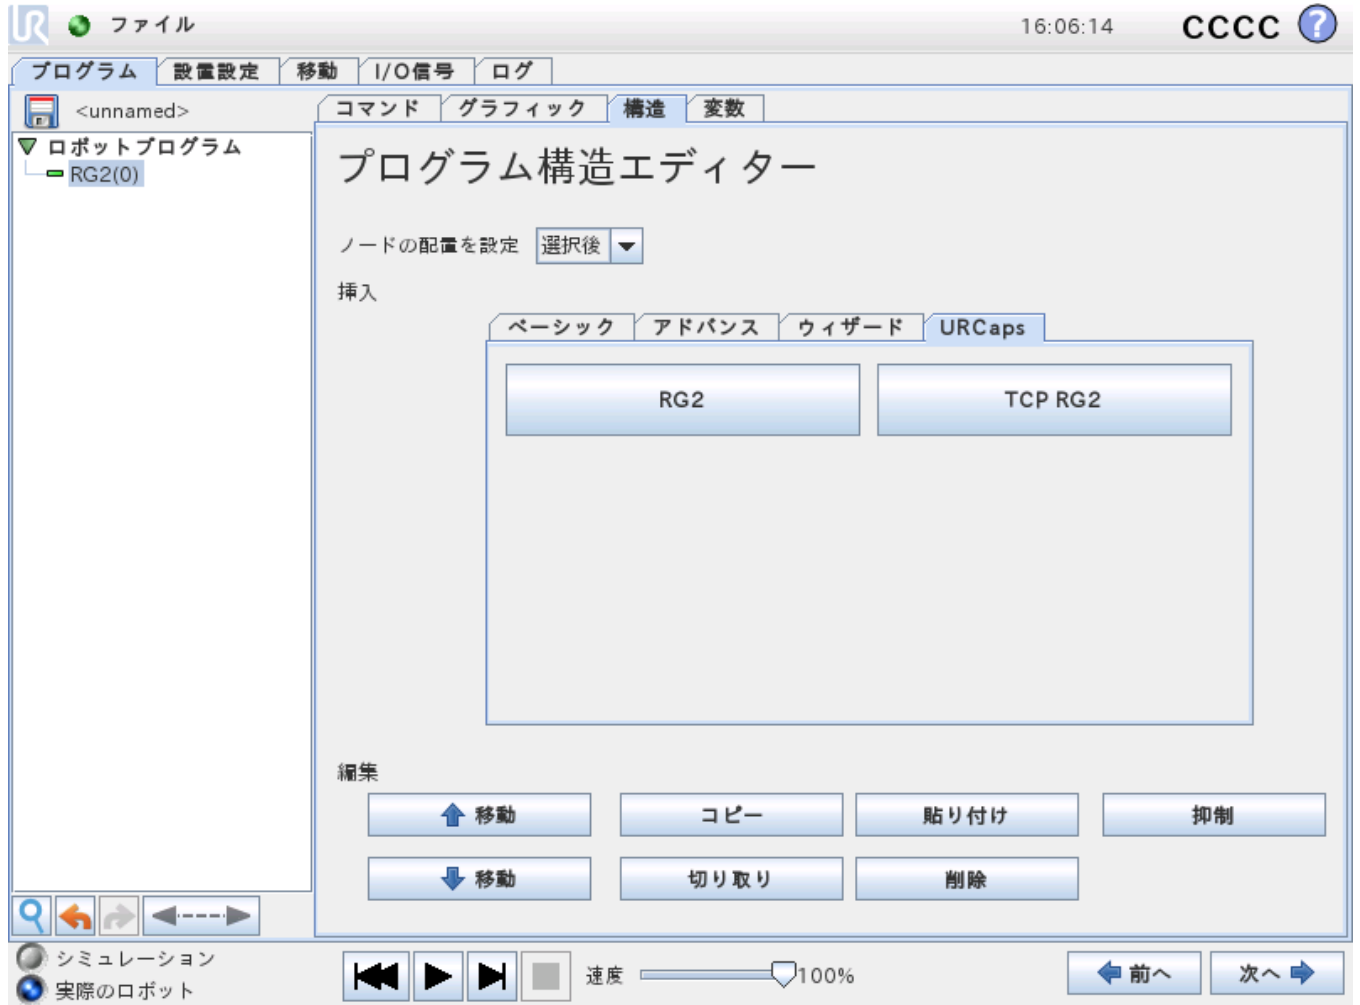 UR ファイル 16:06:14 CCCC ?
プログラム 設置設定 移動 I/O信号 ログ
<unnamed>
コマンド グラフィック 構造 変数
ロボットプログラム
RG2(0)
プログラム構造エディター
ノードの配置を設定 選択後
挿入
ベーシック アドバンス ウィザード URCaps
RG2 TCP RG2
編集
移動 コピー 貼り付け 抑制
移動 切り取り 削除
シミュレーション
実際のロボット
速度 100%
前へ 次へ